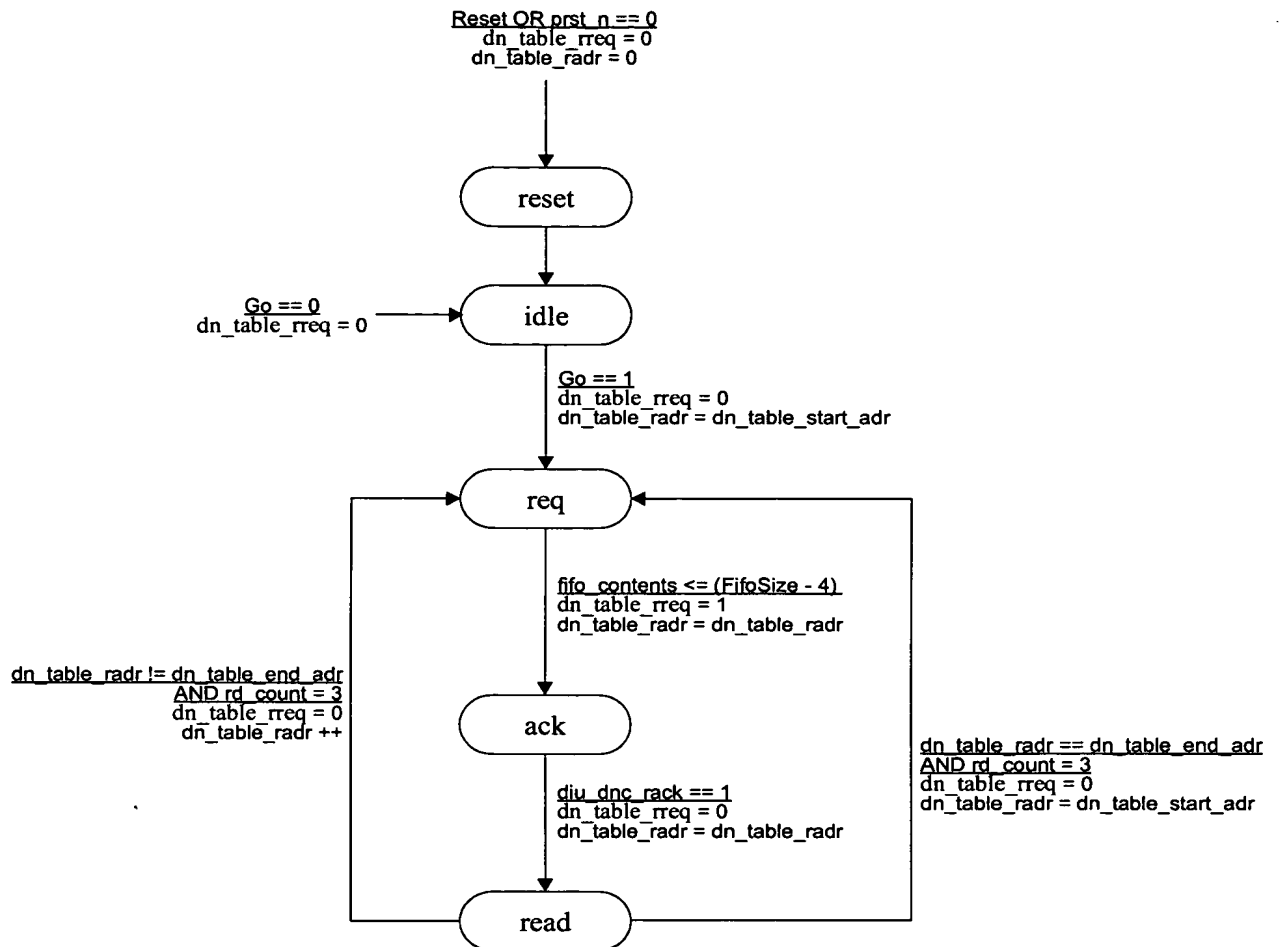 Reset OR prst_n == 0
dn_table_rreq = 0
dn_table_radr = 0
reset
Go == 0
dn_table_rreq = 0
idle
Go == 1
dn_table_rreq = 0
dn_table_radr = dn_table_start_adr
req
fifo_contents <= (FifoSize - 4)
dn_table_rreq = 1
dn_table_radr = dn_table_radr
dn_table_radr != dn_table_end_adr
AND rd_count = 3
dn_table_rreq = 0
dn_table_radr ++
ack
dn_table_radr == dn_table_end_adr
AND rd_count = 3
dn_table_rreq = 0
dn_table_radr = dn_table_start_adr
diu_dnc_rack == 1
dn_table_rreq = 0
dn_table_radr = dn_table_radr
read